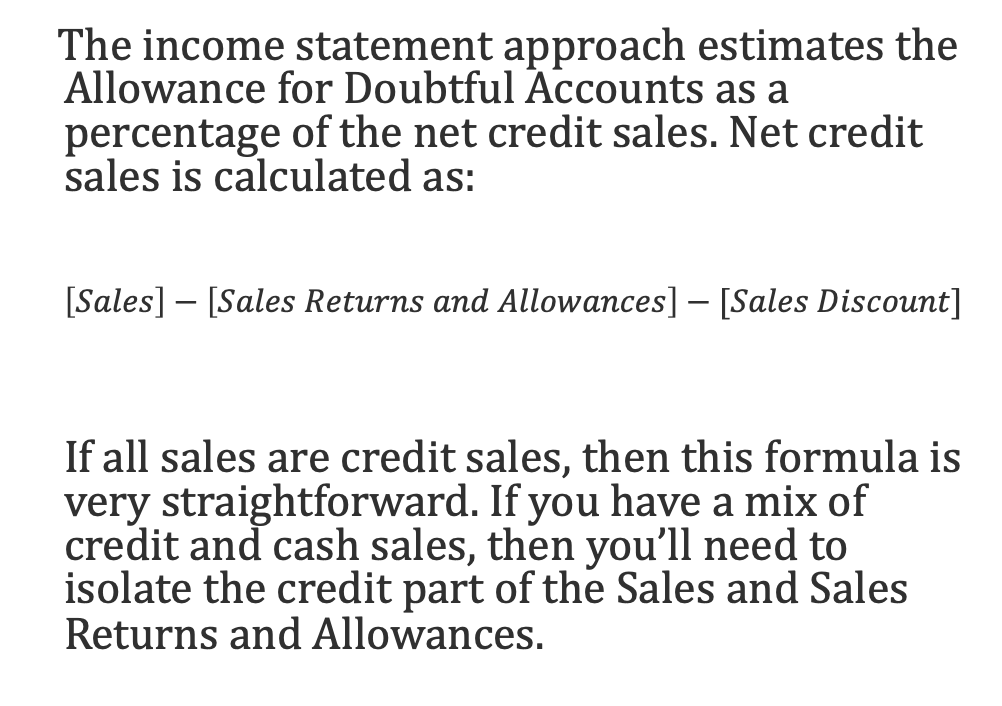 The income statement approach estimates the
Allowance for Doubtful Accounts as a
percentage of the net credit sales. Net credit
sales is calculated as:
[Sales] − [Sales Returns and Allowances] − [Sales Discount]
If all sales are credit sales, then this formula is
very straightforward. If you have a mix of
credit and cash sales, then you’ll need to
isolate the credit part of the Sales and Sales
Returns and Allowances.